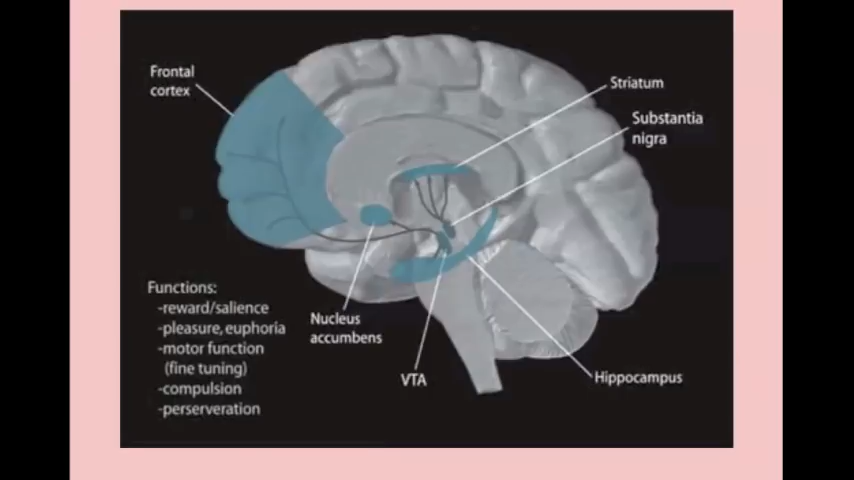 Frontal
cortex
Striatum
Substantia
nigra
Functions:
-reward/salience
-pleasure, euphoria
-motor function
(fine tuning)
-compulsion
-perserveration
Nucleus
accumbens
VTA
Hippocampus